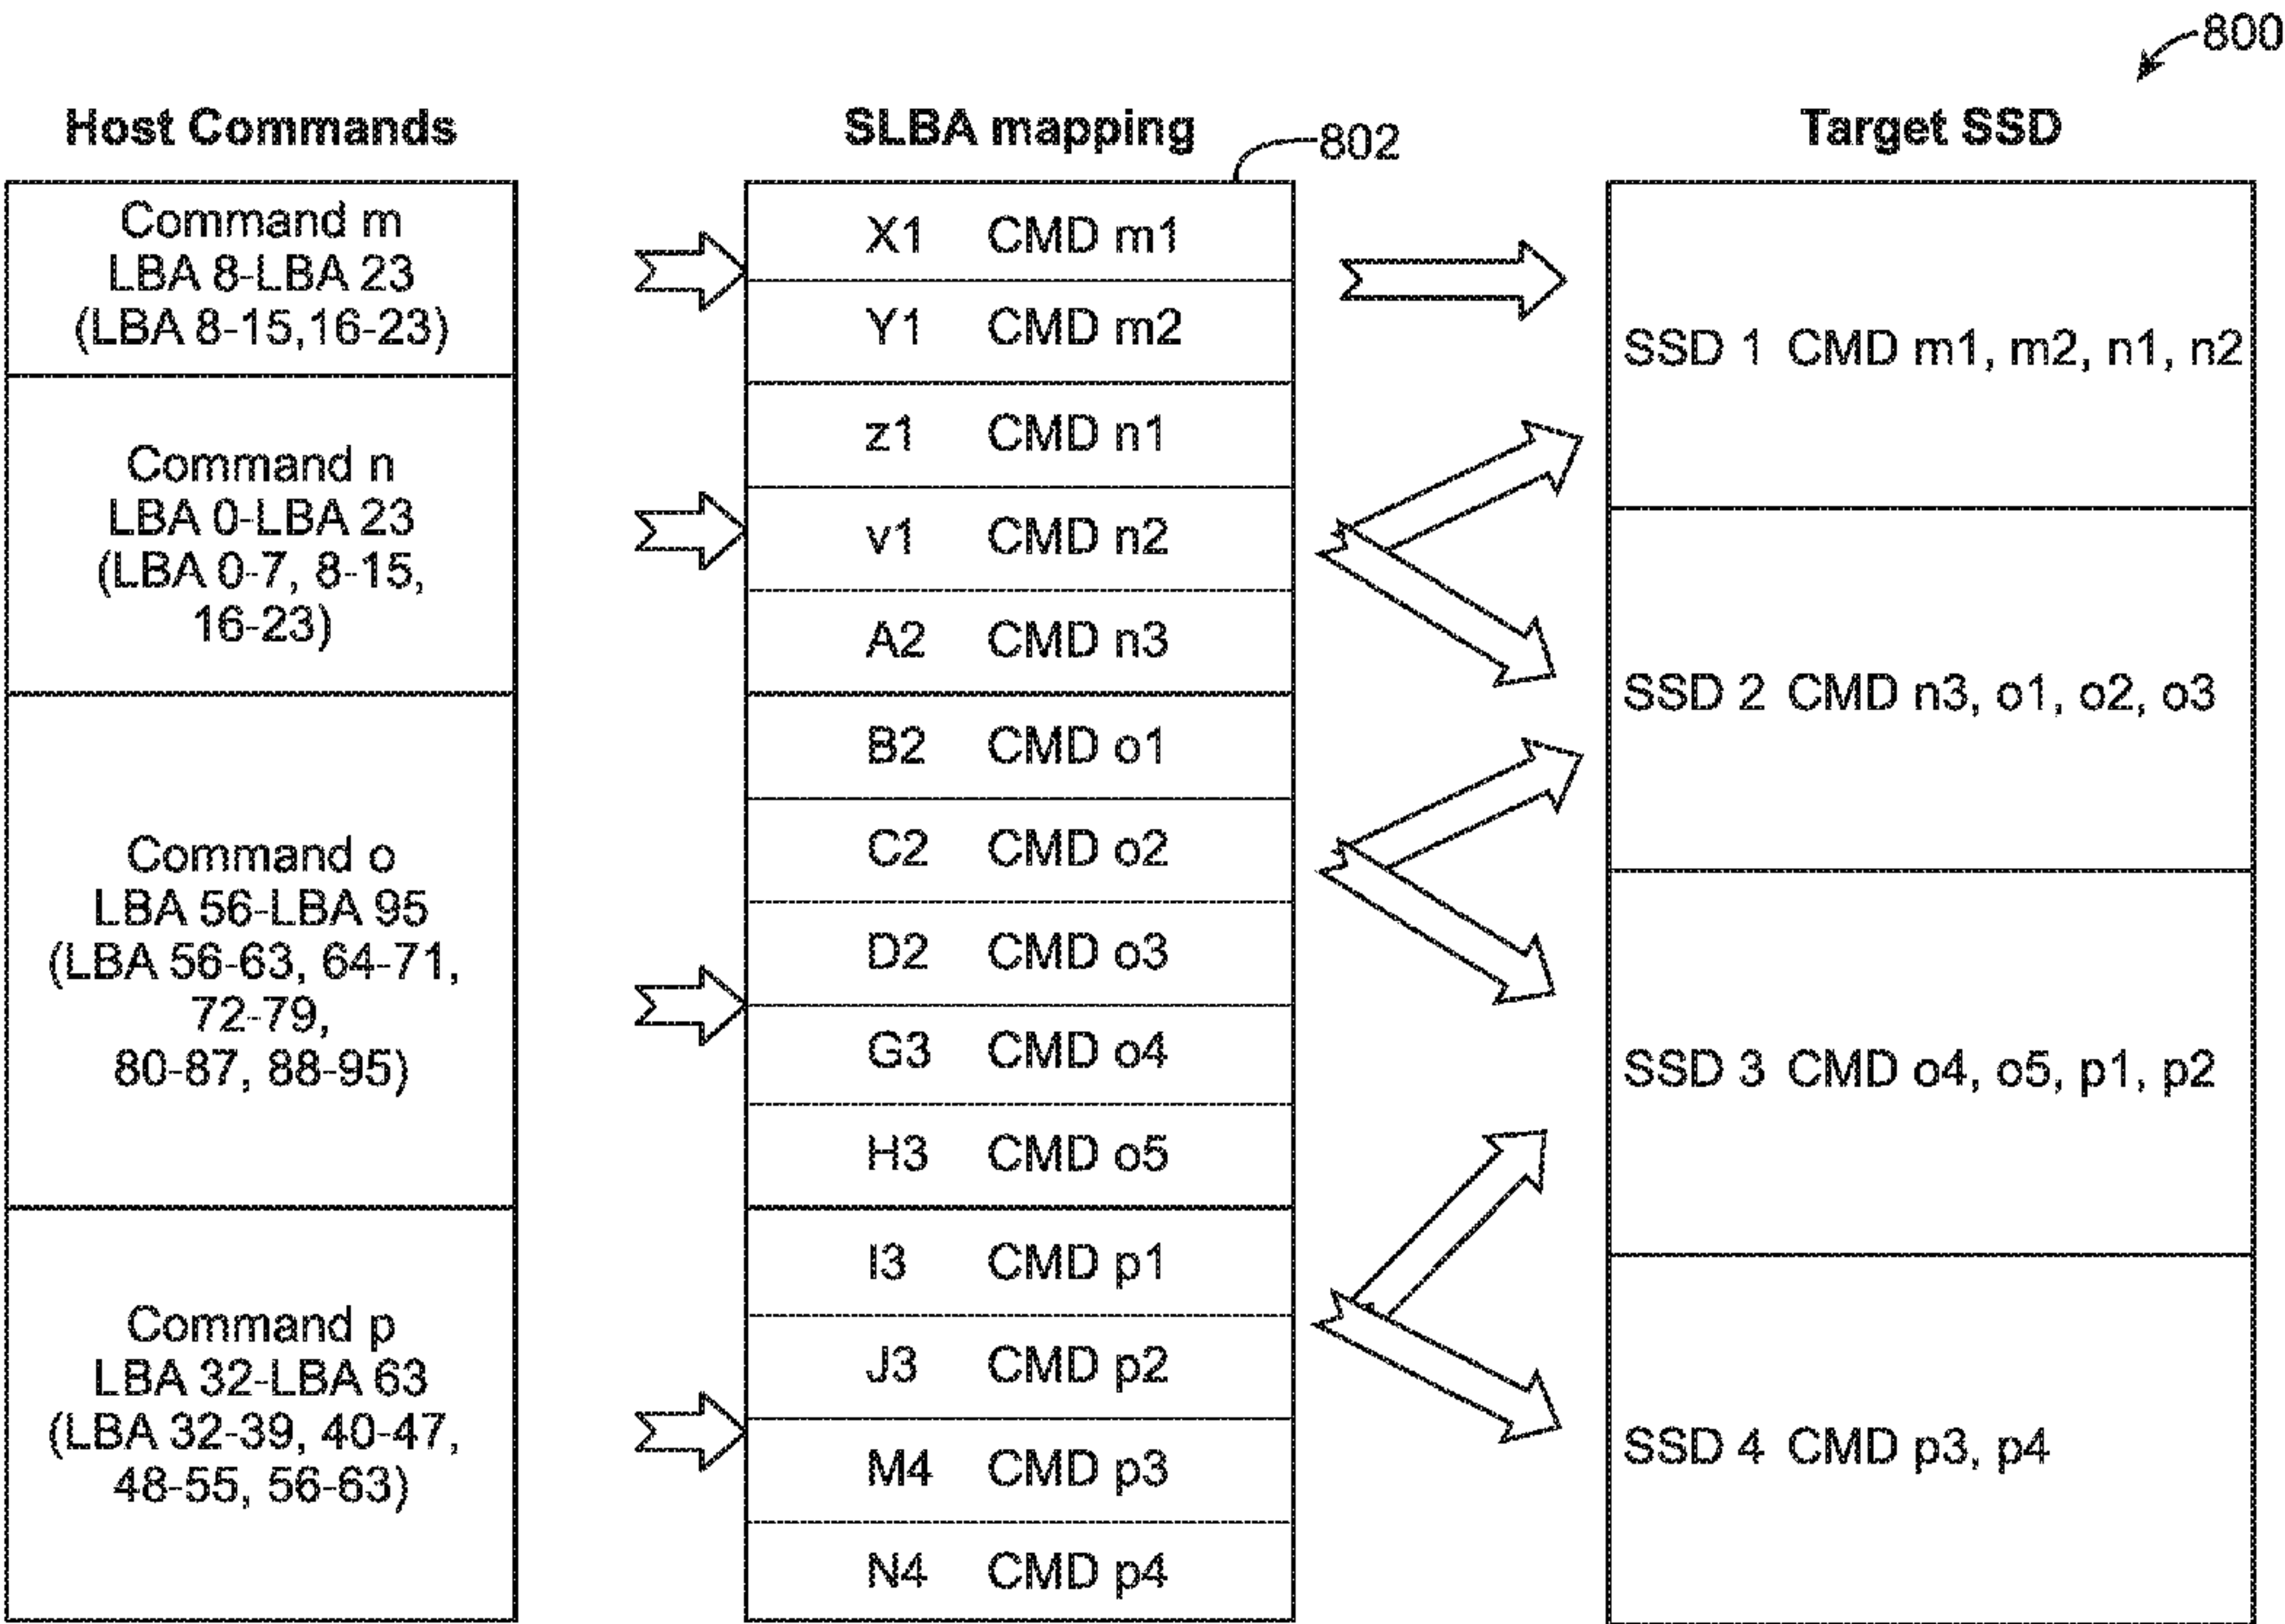 800
Host Commands
SLBA mapping
802
Target SSD
Command m
LBA 8-LBA 23
(LBA 8-15,16-23)
Command n
LBA 0-LBA 23
(LBA 0-7, 8-15,
16-23)
Command o
LBA 56-LBA 95
(LBA 56-63, 64-71,
72-79,
80-87, 88-95)
Command p
LBA 32-LBA 63
(LBA 32-39, 40-47,
48-55, 56-63)
X1 CMD m1
Y1 CMD m2
z1 CMD n1
v1 CMD n2
A2 CMD n3
B2 CMD o1
C2 CMD o2
D2 CMD o3
G3 CMD o4
H3 CMD o5
I3 CMD p1
J3 CMD p2
M4 CMD p3
N4 CMD p4
SSD 1 CMD m1, m2, n1, n2
SSD 2 CMD n3, o1, o2, o3
SSD 3 CMD o4, o5, p1, p2
SSD 4 CMD p3, p4